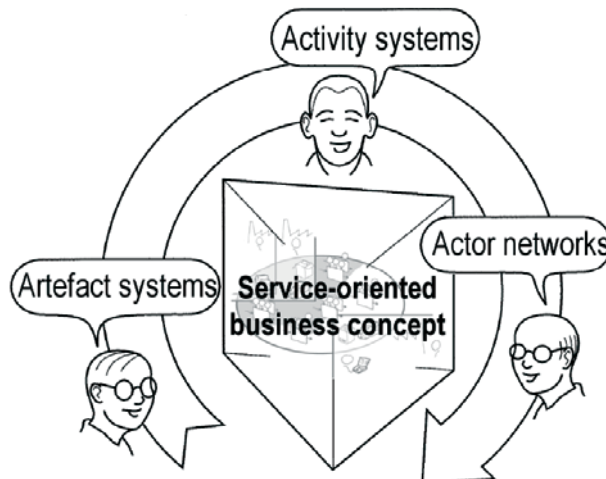 Activity systems
Actor networks
Artefact systems
Service-oriented
business concept